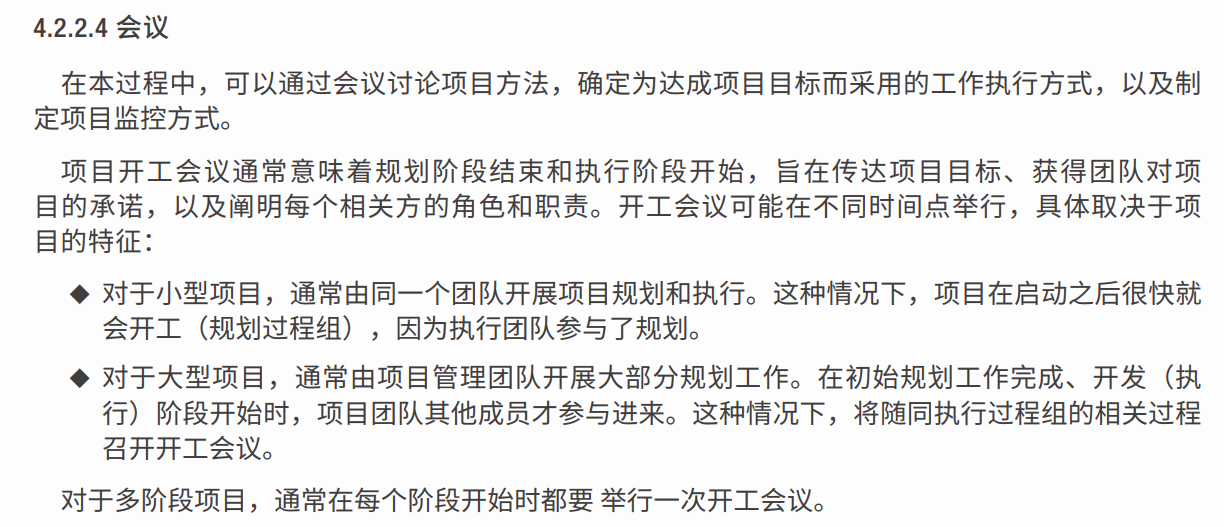 4.2.2.4 会议
在本过程中，可以通过会议讨论项目方法，确定为达成项目目标而采用的工作执行方式，以及制
定项目监控方式。
项目开工会议通常意味着规划阶段结束和执行阶段开始，旨在传达项目目标、获得团队对项
目的承诺，以及阐明每个相关方的角色和职责。开工会议可能在不同时间点举行，具体取决于项
目的特征：
◆ 对于小型项目，通常由同一个团队开展项目规划和执行。这种情况下，项目在启动之后很快就
会开工（规划过程组），因为执行团队参与了规划。
◆ 对于大型项目，通常由项目管理团队开展大部分规划工作。在初始规划工作完成、开发（执
行）阶段开始时，项目团队其他成员才参与进来。这种情况下，将随同执行过程组的相关过程
召开开工会议。
对于多阶段项目，通常在每个阶段开始时都要 举行一次开工会议。